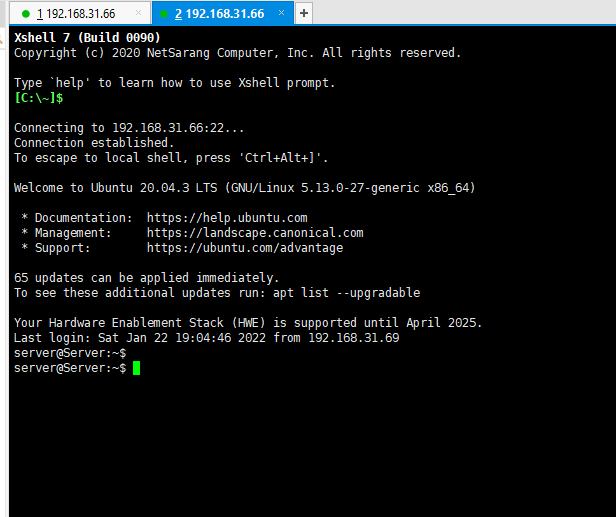 1 192.168.31.66 × 2 192.168.31.66 × +
Xshell 7 (Build 0090)
Copyright (c) 2020 NetSarang Computer, Inc. All rights reserved.
Type `help' to learn how to use Xshell prompt.
[C:\~]$
Connecting to 192.168.31.66:22...
Connection established.
To escape to local shell, press 'Ctrl+Alt+]'.
Welcome to Ubuntu 20.04.3 LTS (GNU/Linux 5.13.0-27-generic x86_64)
* Documentation:  https://help.ubuntu.com
* Management:     https://landscape.canonical.com
* Support:        https://ubuntu.com/advantage
65 updates can be applied immediately.
To see these additional updates run: apt list --upgradable
Your Hardware Enablement Stack (HWE) is supported until April 2025.
Last login: Sat Jan 22 19:04:46 2022 from 192.168.31.69
server@Server:~$
server@Server:~$